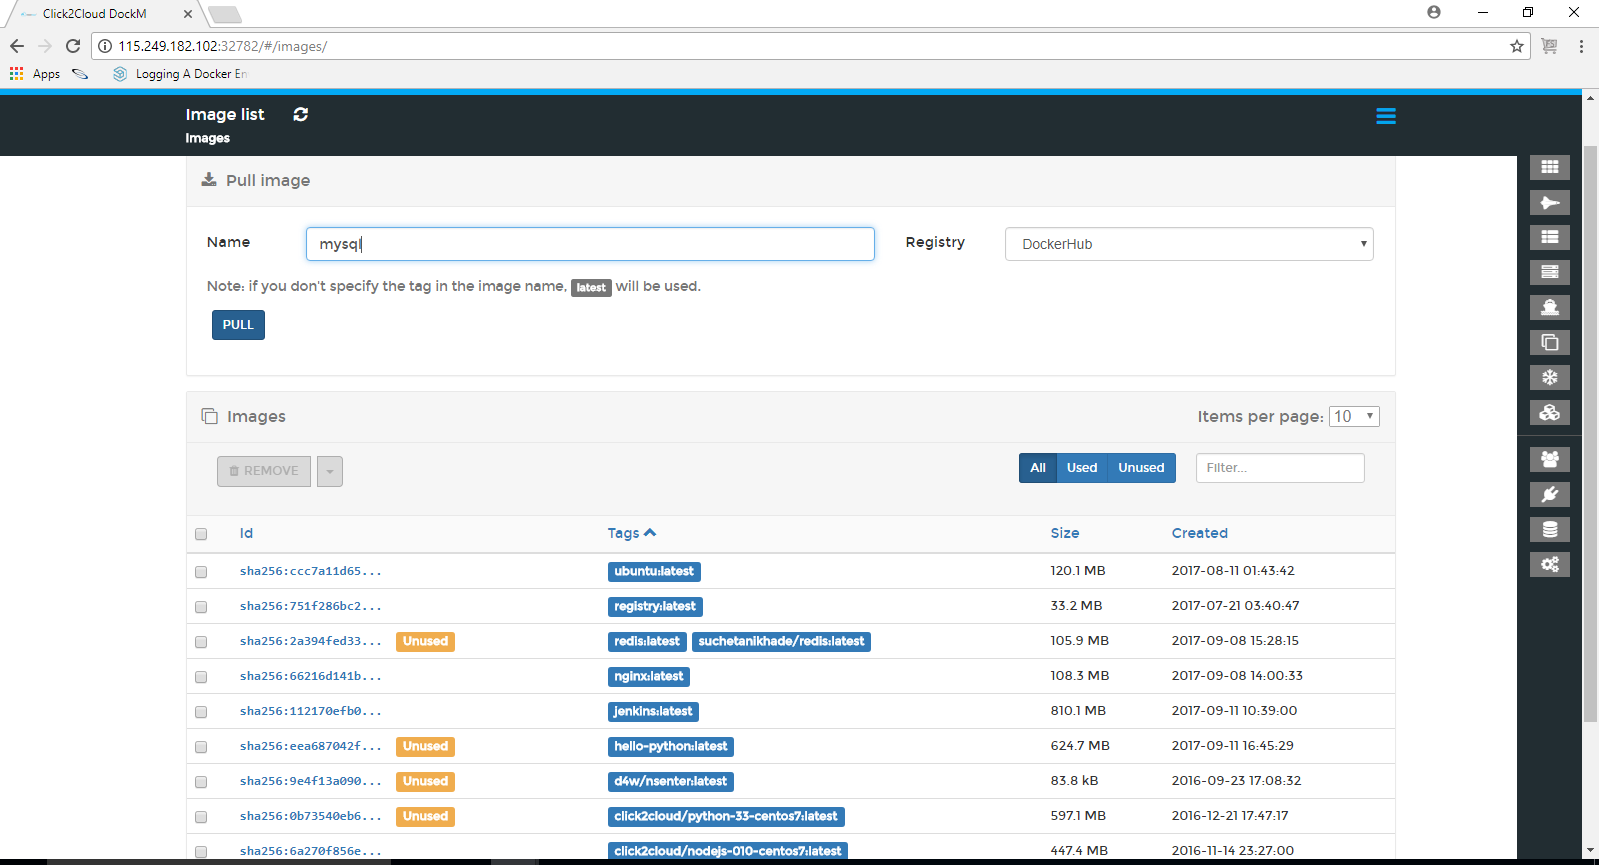 Click2Cloud DockM
115.249.182.102:32782/#/images/
Apps Logging A Docker En
Image list
Images
Pull image
Name mysql Registry DockerHub
Note: if you don't specify the tag in the image name, latest will be used.
PULL
Images Items per page: 10
REMOVE All Used Unused Filter...
Id Tags Size Created
sha256:ccc7a11d65... ubuntu:latest 120.1 MB 2017-08-11 01:43:42
sha256:751f286bc2... registry:latest 33.2 MB 2017-07-21 03:40:47
sha256:2a394fed33... Unused redis:latest suchetanikhade/redis:latest 105.9 MB 2017-09-08 15:28:15
sha256:66216d141b... nginx:latest 108.3 MB 2017-09-08 14:00:33
sha256:112170efb0... jenkins:latest 810.1 MB 2017-09-11 10:39:00
sha256:eea687042f... Unused hello-python:latest 624.7 MB 2017-09-11 16:45:29
sha256:9e4f13a090... Unused d4w/nsenter:latest 83.8 kB 2016-09-23 17:08:32
sha256:0b73540eb6... Unused click2cloud/python-33-centos7:latest 597.1 MB 2016-12-21 17:47:17
sha256:6a270f856e... click2cloud/nodejs-010-centos7:latest 447.4 MB 2016-11-14 23:27:00